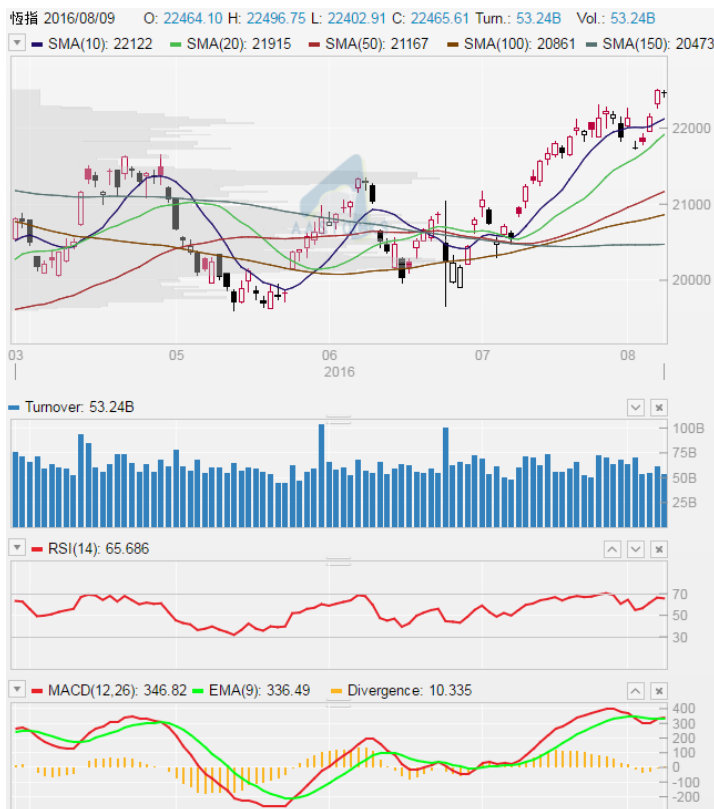 恆指 2016/08/09 O: 22464.10 H: 22496.75 L: 22402.91 C: 22465.61 Turn.: 53.24B Vol.: 53.24B
SMA(10): 22122 SMA(20): 21915 SMA(50): 21167 SMA(100): 20861 SMA(150): 20473
22000
21000
20000
03 05 06 07 08
2016
Turnover: 53.24B
100B
75B
50B
25B
RSI(14): 65.686
70
50
30
MACD(12,26): 346.82 EMA(9): 336.49 Divergence: 10.335
400
300
200
100
0
-100
-200